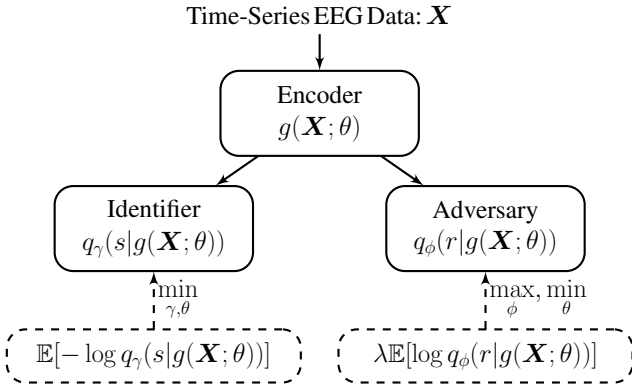 Time-Series EEG Data: X
Encoder
g(X; θ)
Identifier
q_γ(s|g(X; θ))
Adversary
q_ϕ(r|g(X; θ))
min
γ,θ
max, min
ϕ θ
𝔼[− log q_γ(s|g(X; θ))]
λ𝔼[log q_ϕ(r|g(X; θ))]